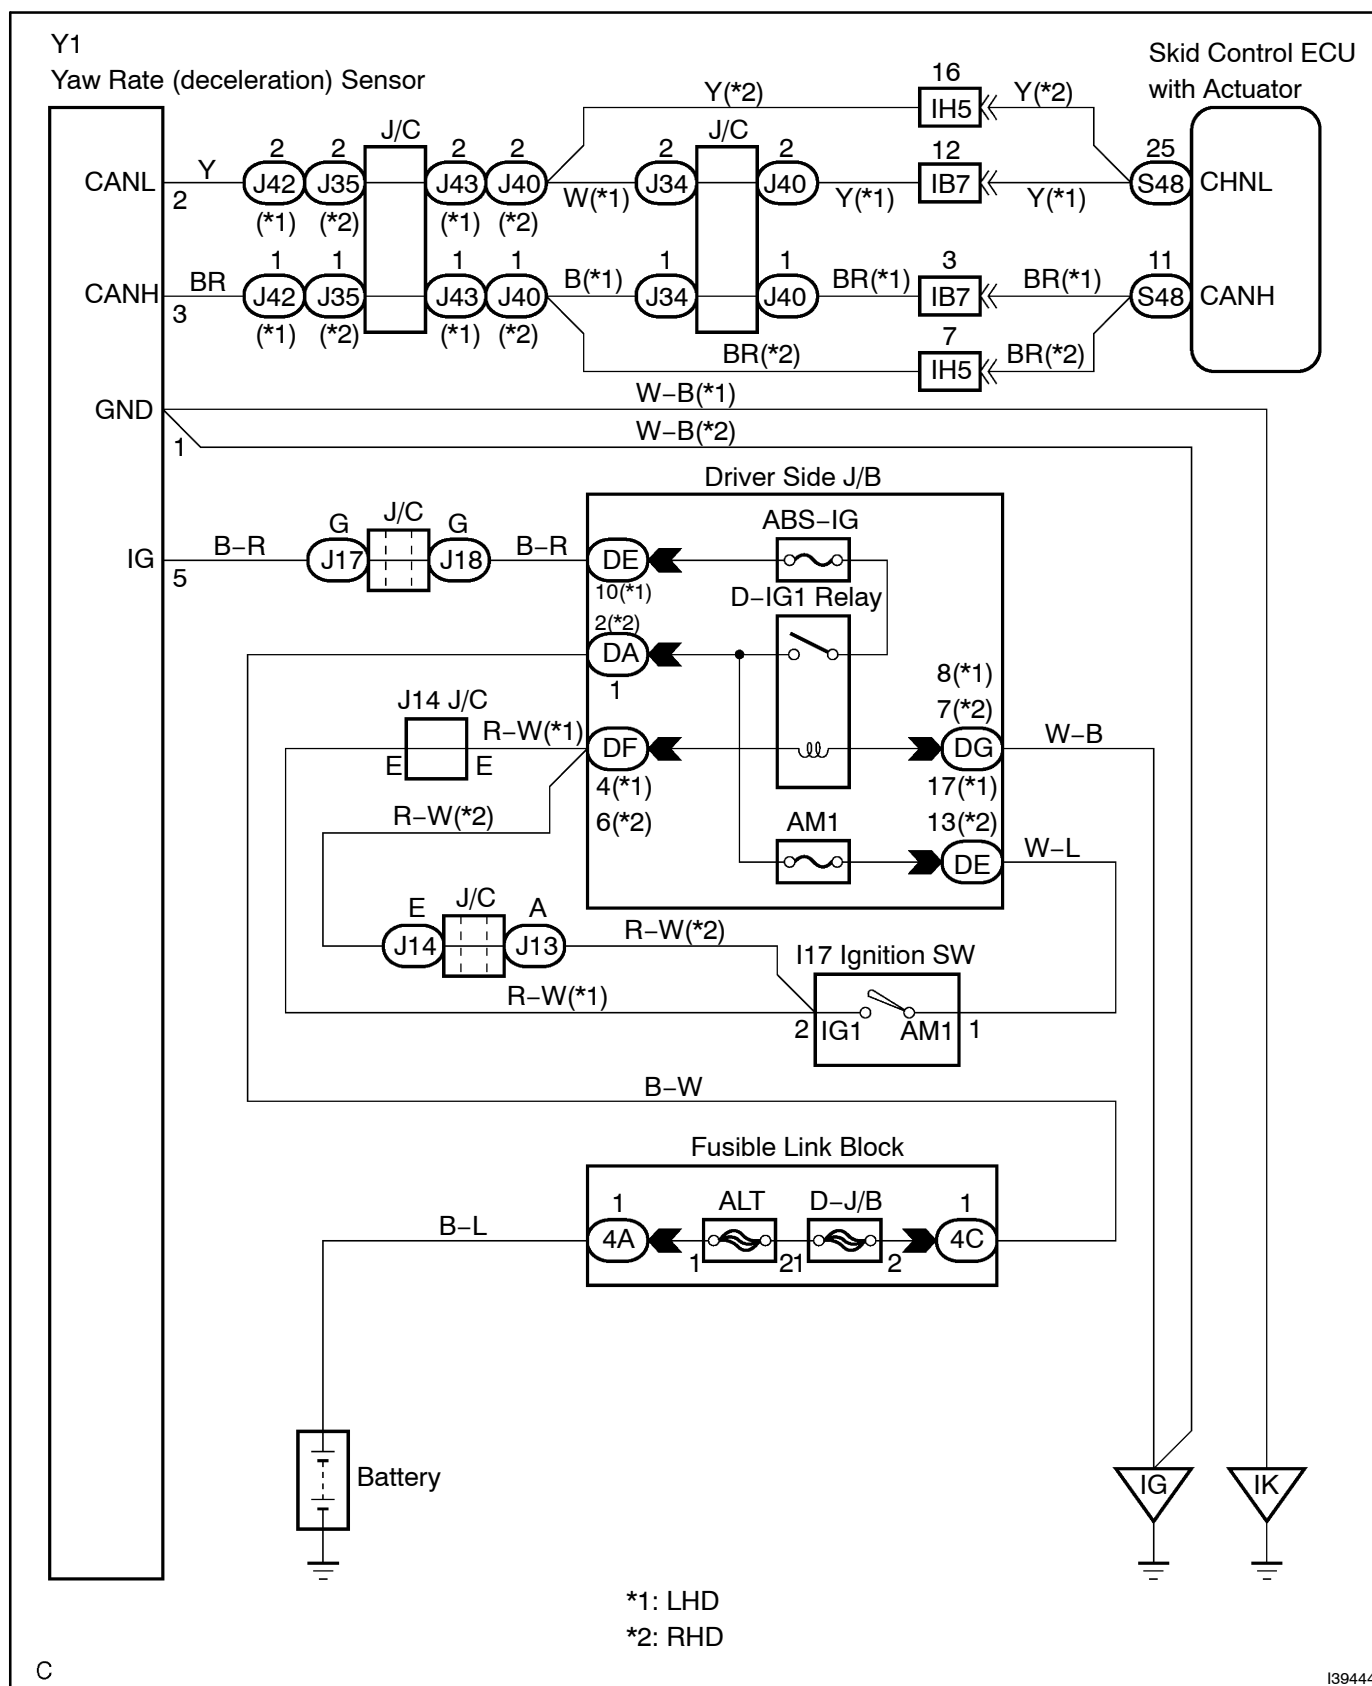 Y1
Yaw Rate (deceleration) Sensor
Skid Control ECU
with Actuator
16
Y(*2) IH5 Y(*2)
J/C J/C
2 2 2 2 2 2 12 25
CANL Y J42 J35 J43 J40 J34 J40 IB7 S48 CHNL
2 W(*1) Y(*1) Y(*1)
(*1) (*2) (*1) (*2)
1 1 1 1 1 1 3 11
BR B(*1) BR(*1) BR(*1)
CANH J42 J35 J43 J40 J34 J40 IB7 S48 CANH
3
(*1) (*2) (*1) (*2)
7
BR(*2) IH5 BR(*2)
W–B(*1)
GND
1 W–B(*2)
Driver Side J/B
G J/C G ABS–IG
IG B–R J17 J18 B–R DE
5 10(*1)
D–IG1 Relay
2(*2)
DA
1
8(*1)
J14 J/C 7(*2)
R–W(*1) DF DG W–B
E E
4(*1) 17(*1)
R–W(*2) 6(*2) AM1 13(*2)
DE W–L
E J/C A
J14 J13 R–W(*2)
I17 Ignition SW
R–W(*1)
2 IG1 AM1 1
B–W
Fusible Link Block
1 ALT D–J/B 1
B–L 4A 4C
1 2 1 2
Battery
IG IK
*1: LHD
*2: RHD
C
I39444